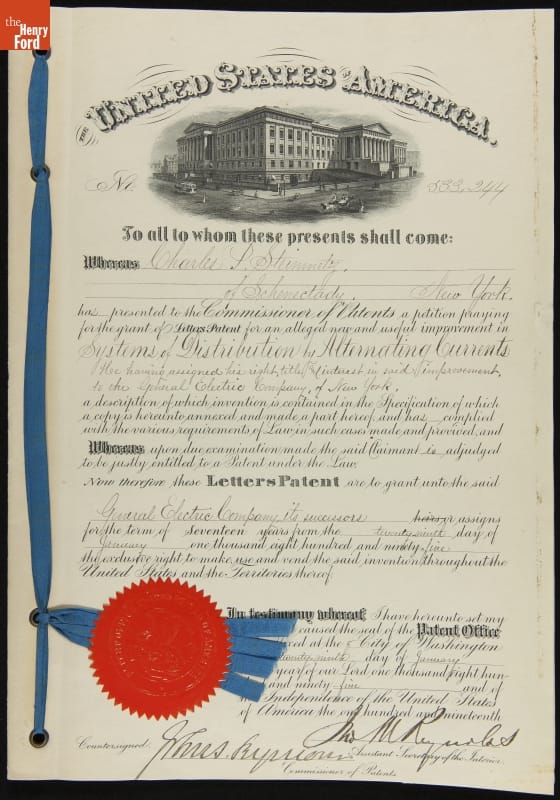 the
Henry
Ford
THE UNITED STATES OF AMERICA.
No. 533,244
To all to whom these presents shall come:
Whereas Charles P. Steinmetz,
of Schenectady, New York.
has presented to the Commissioner of Patents a petition praying
for the grant of Letters Patent for an alleged new and useful improvement in
Systems of Distribution by Alternating Currents
He having assigned his right, title & interest in said improvement,
to the General Electric Company, of New York.
a description of which invention is contained in the Specification of which
a copy is hereunto annexed and made a part hereof, and has complied
with the various requirements of Law in such cases made and provided, and
Whereas upon due examination made the said Claimant is adjudged
to be justly entitled to a Patent under the Law.
Now therefore these Letters Patent are to grant unto the said
General Electric Company, its successors heirs or assigns
for the term of Seventeen years from the twenty-ninth day of
January one thousand eight hundred and ninety-five
the exclusive right to make, use and vend the said invention throughout the
United States and the Territories thereof.
In testimony whereof, I have hereunto set my
caused the seal of the Patent Office
at the City of Washington
twenty-ninth day of January
year of our Lord one thousand eight hun-
and ninety-five and of
Independence of the United States
of America the one hundred and nineteenth
Countersigned
Jno. M. Reynolds
Assistant Secretary of the Interior.
Commissioner of Patents.